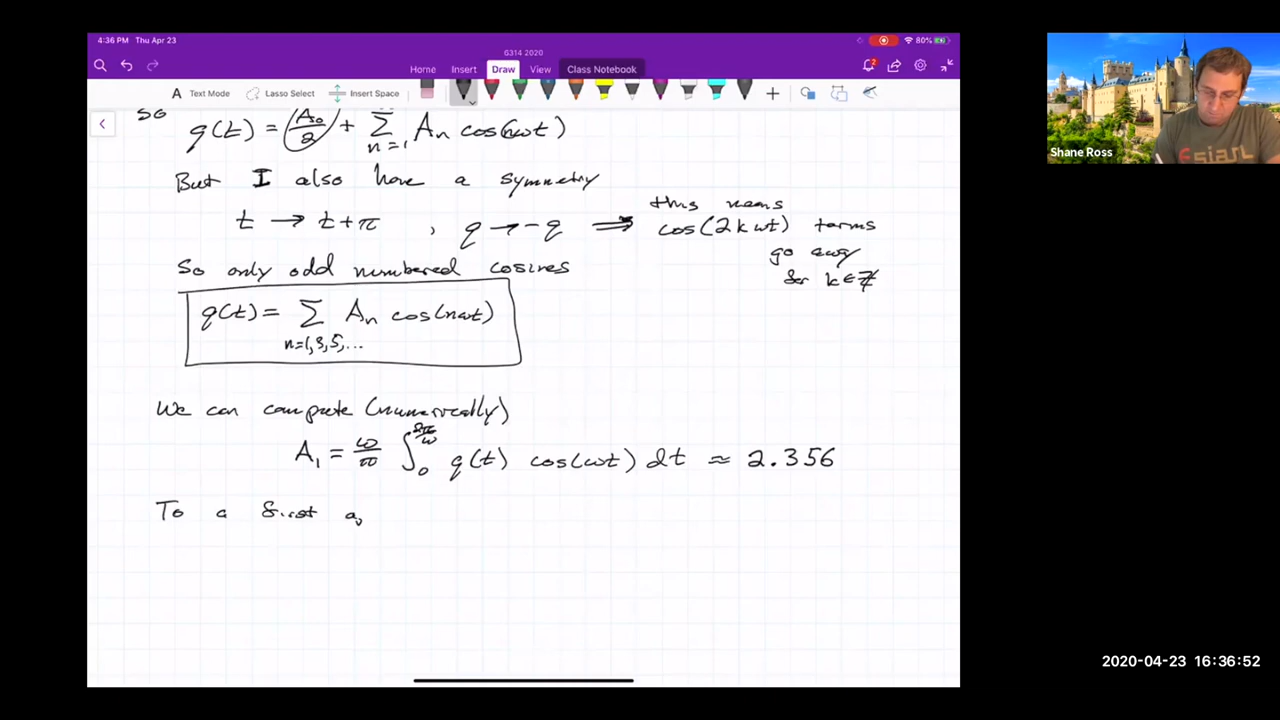 4:36 PM Thu Apr 23
80%
G314 2020
2
Home Insert Draw View Class Notebook
A Text Mode Lasso Select Insert Space
so
q(t) = (A₀/2) + Σ n=1 Aₙ cos(nωt)
But I also have a symmetry
t → t+π , q → -q ⟹ this means
cos(2kωt) terms
go away
for k∈ℤ
So only odd numbered cosines
q(t) = Σ Aₙ cos(nωt)
n=1,3,5,...
We can compute (numerically)
A₁ = ω/π ∫₀^(2π/ω) q(t) cos(ωt) dt ≈ 2.356
To a first
Shane Ross
2020-04-23 16:36:52